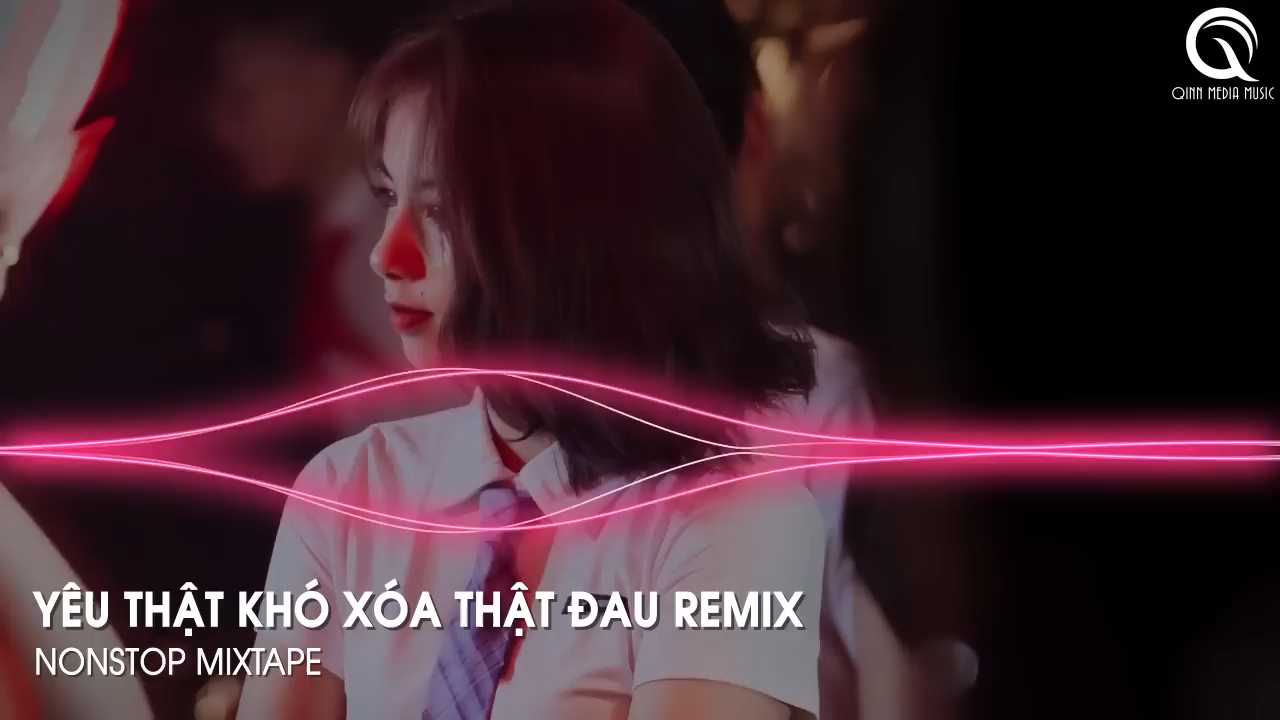 QINN MEDIA MUSIC
YÊU THẬT KHÓ XÓA THẬT ĐAU REMIX
NONSTOP MIXTAPE